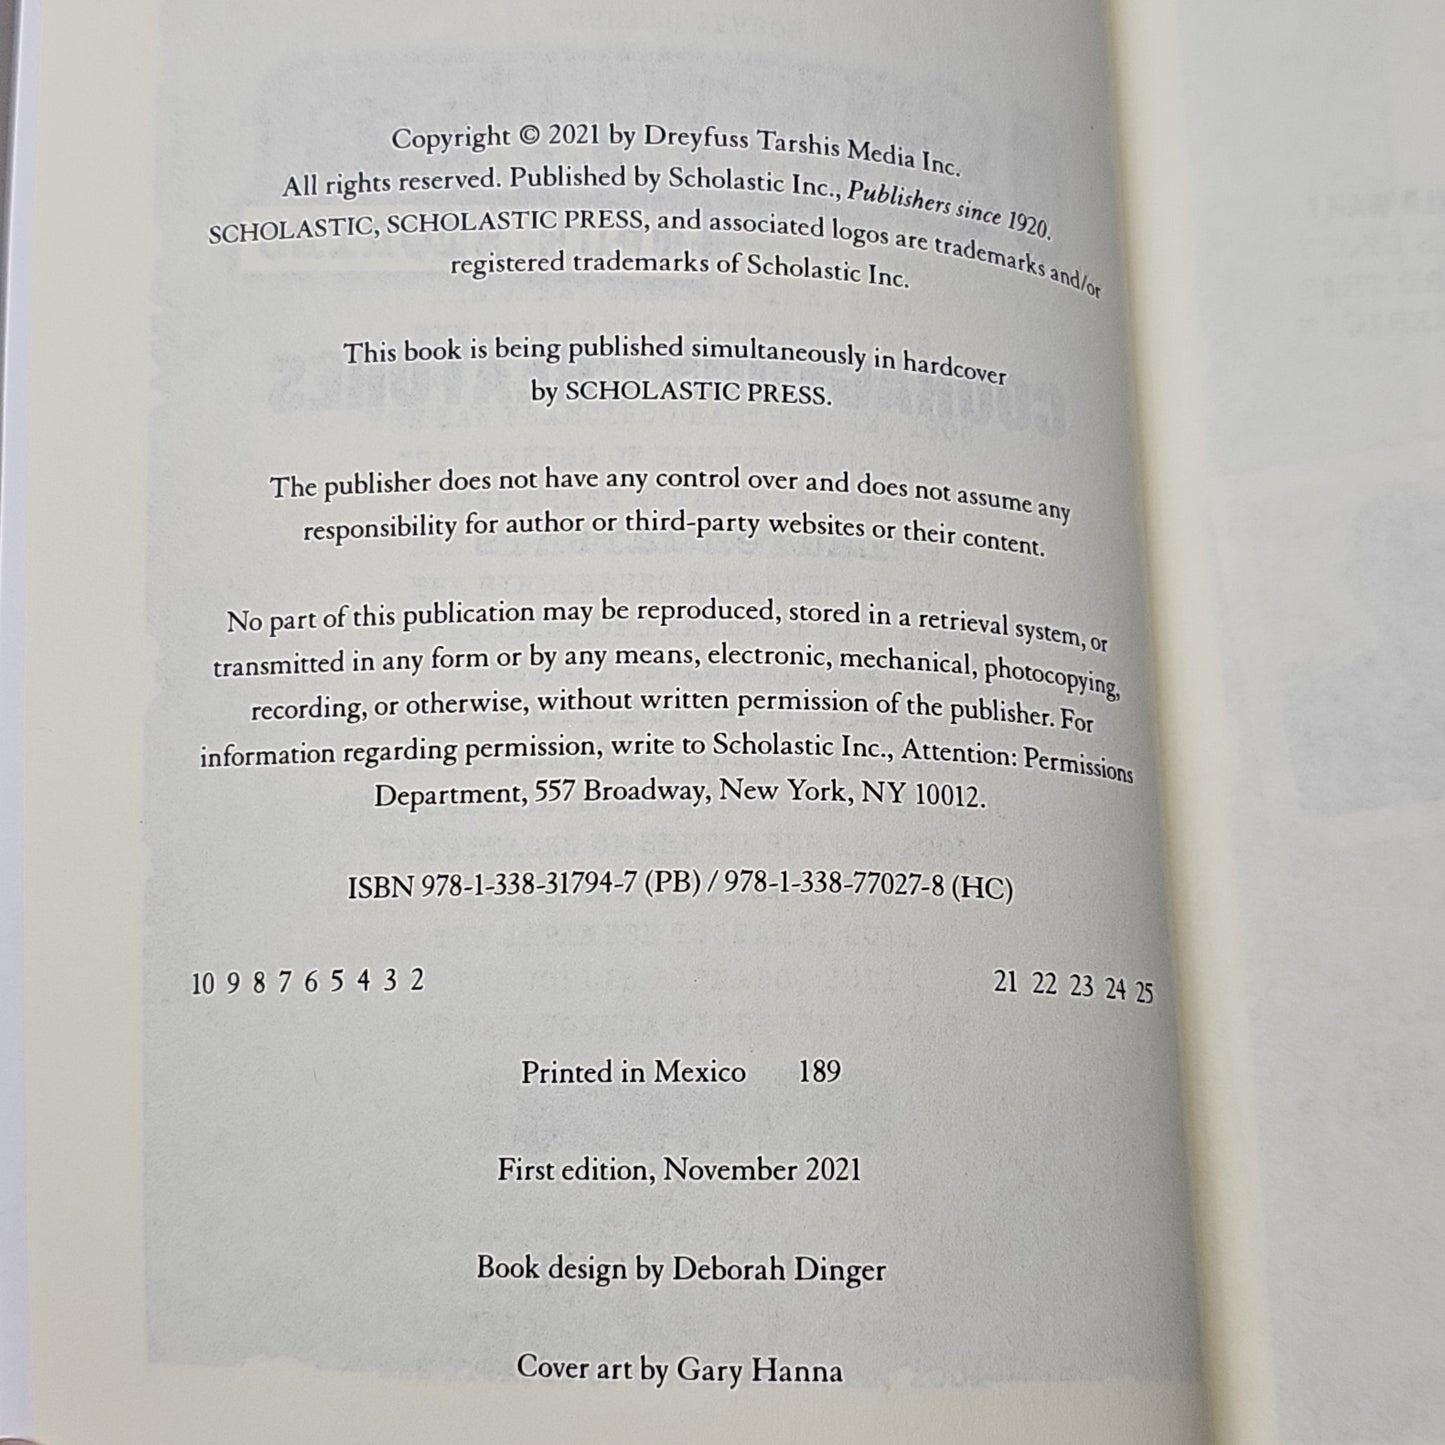 Copyright © 2021 by Dreyfuss Tarshis Media Inc.
All rights reserved. Published by Scholastic Inc., Publishers since 1920.
SCHOLASTIC, SCHOLASTIC PRESS, and associated logos are trademarks and/or
registered trademarks of Scholastic Inc.
This book is being published simultaneously in hardcover
by SCHOLASTIC PRESS.
The publisher does not have any control over and does not assume any
responsibility for author or third-party websites or their content.
No part of this publication may be reproduced, stored in a retrieval system, or
transmitted in any form or by any means, electronic, mechanical, photocopying,
recording, or otherwise, without written permission of the publisher. For
information regarding permission, write to Scholastic Inc., Attention: Permissions
Department, 557 Broadway, New York, NY 10012.
ISBN 978-1-338-31794-7 (PB) / 978-1-338-77027-8 (HC)
10 9 8 7 6 5 4 3 2 21 22 23 24 25
Printed in Mexico 189
First edition, November 2021
Book design by Deborah Dinger
Cover art by Gary Hanna